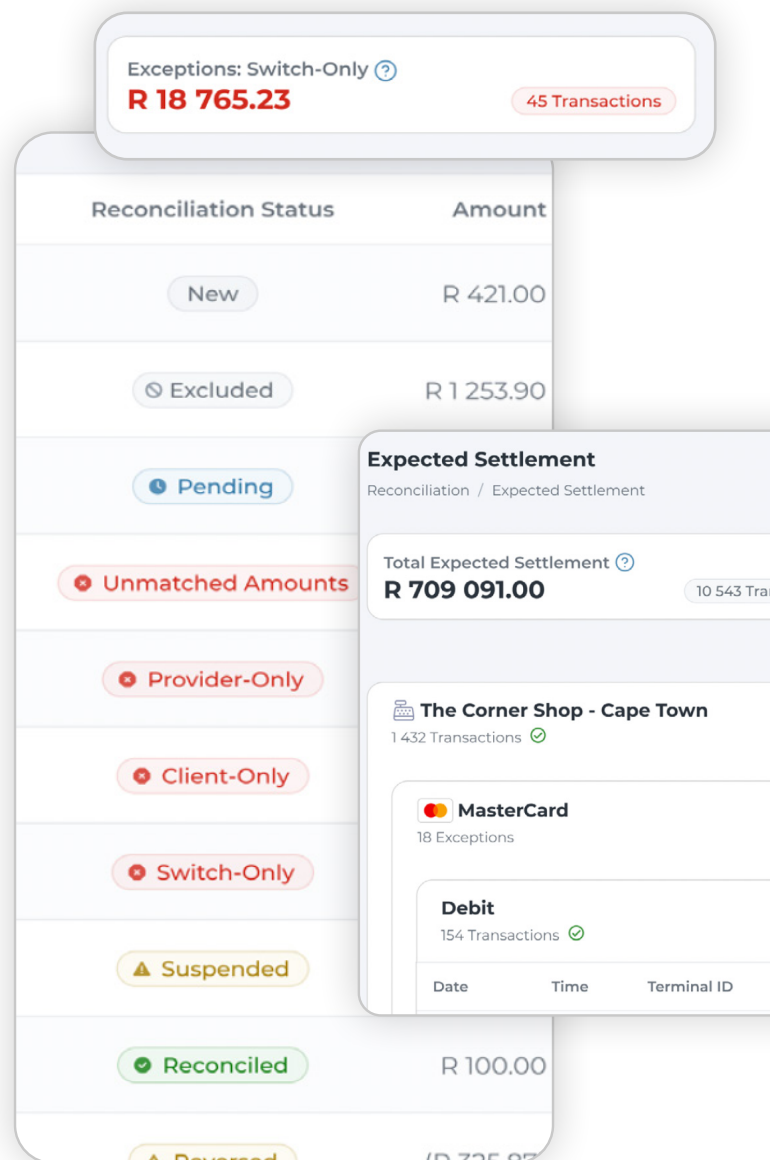 Exceptions: Switch-Only
R 18 765.23
45 Transactions
Reconciliation Status Amount
New R 421.00
Excluded R 1 253.90
Pending
Unmatched Amounts
Provider-Only
Client-Only
Switch-Only
Suspended
Reconciled R 100.00
Expected Settlement
Reconciliation / Expected Settlement
Total Expected Settlement
R 709 091.00
10 543
The Corner Shop - Cape Town
1 432 Transactions
MasterCard
18 Exceptions
Debit
154 Transactions
Date Time Terminal ID